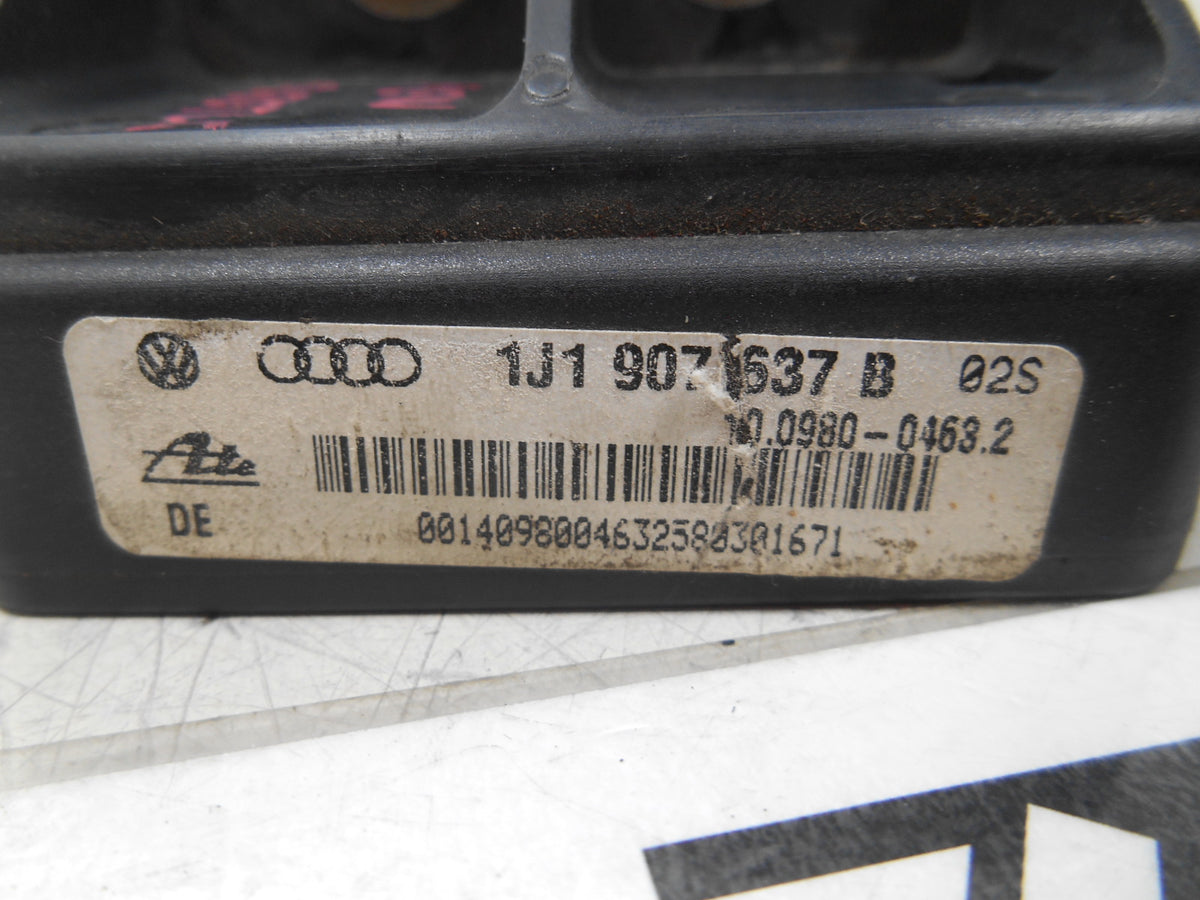 1J1 907 637 B 02S
10.0980-0463.2
Ate
DE
0014098004632580301671